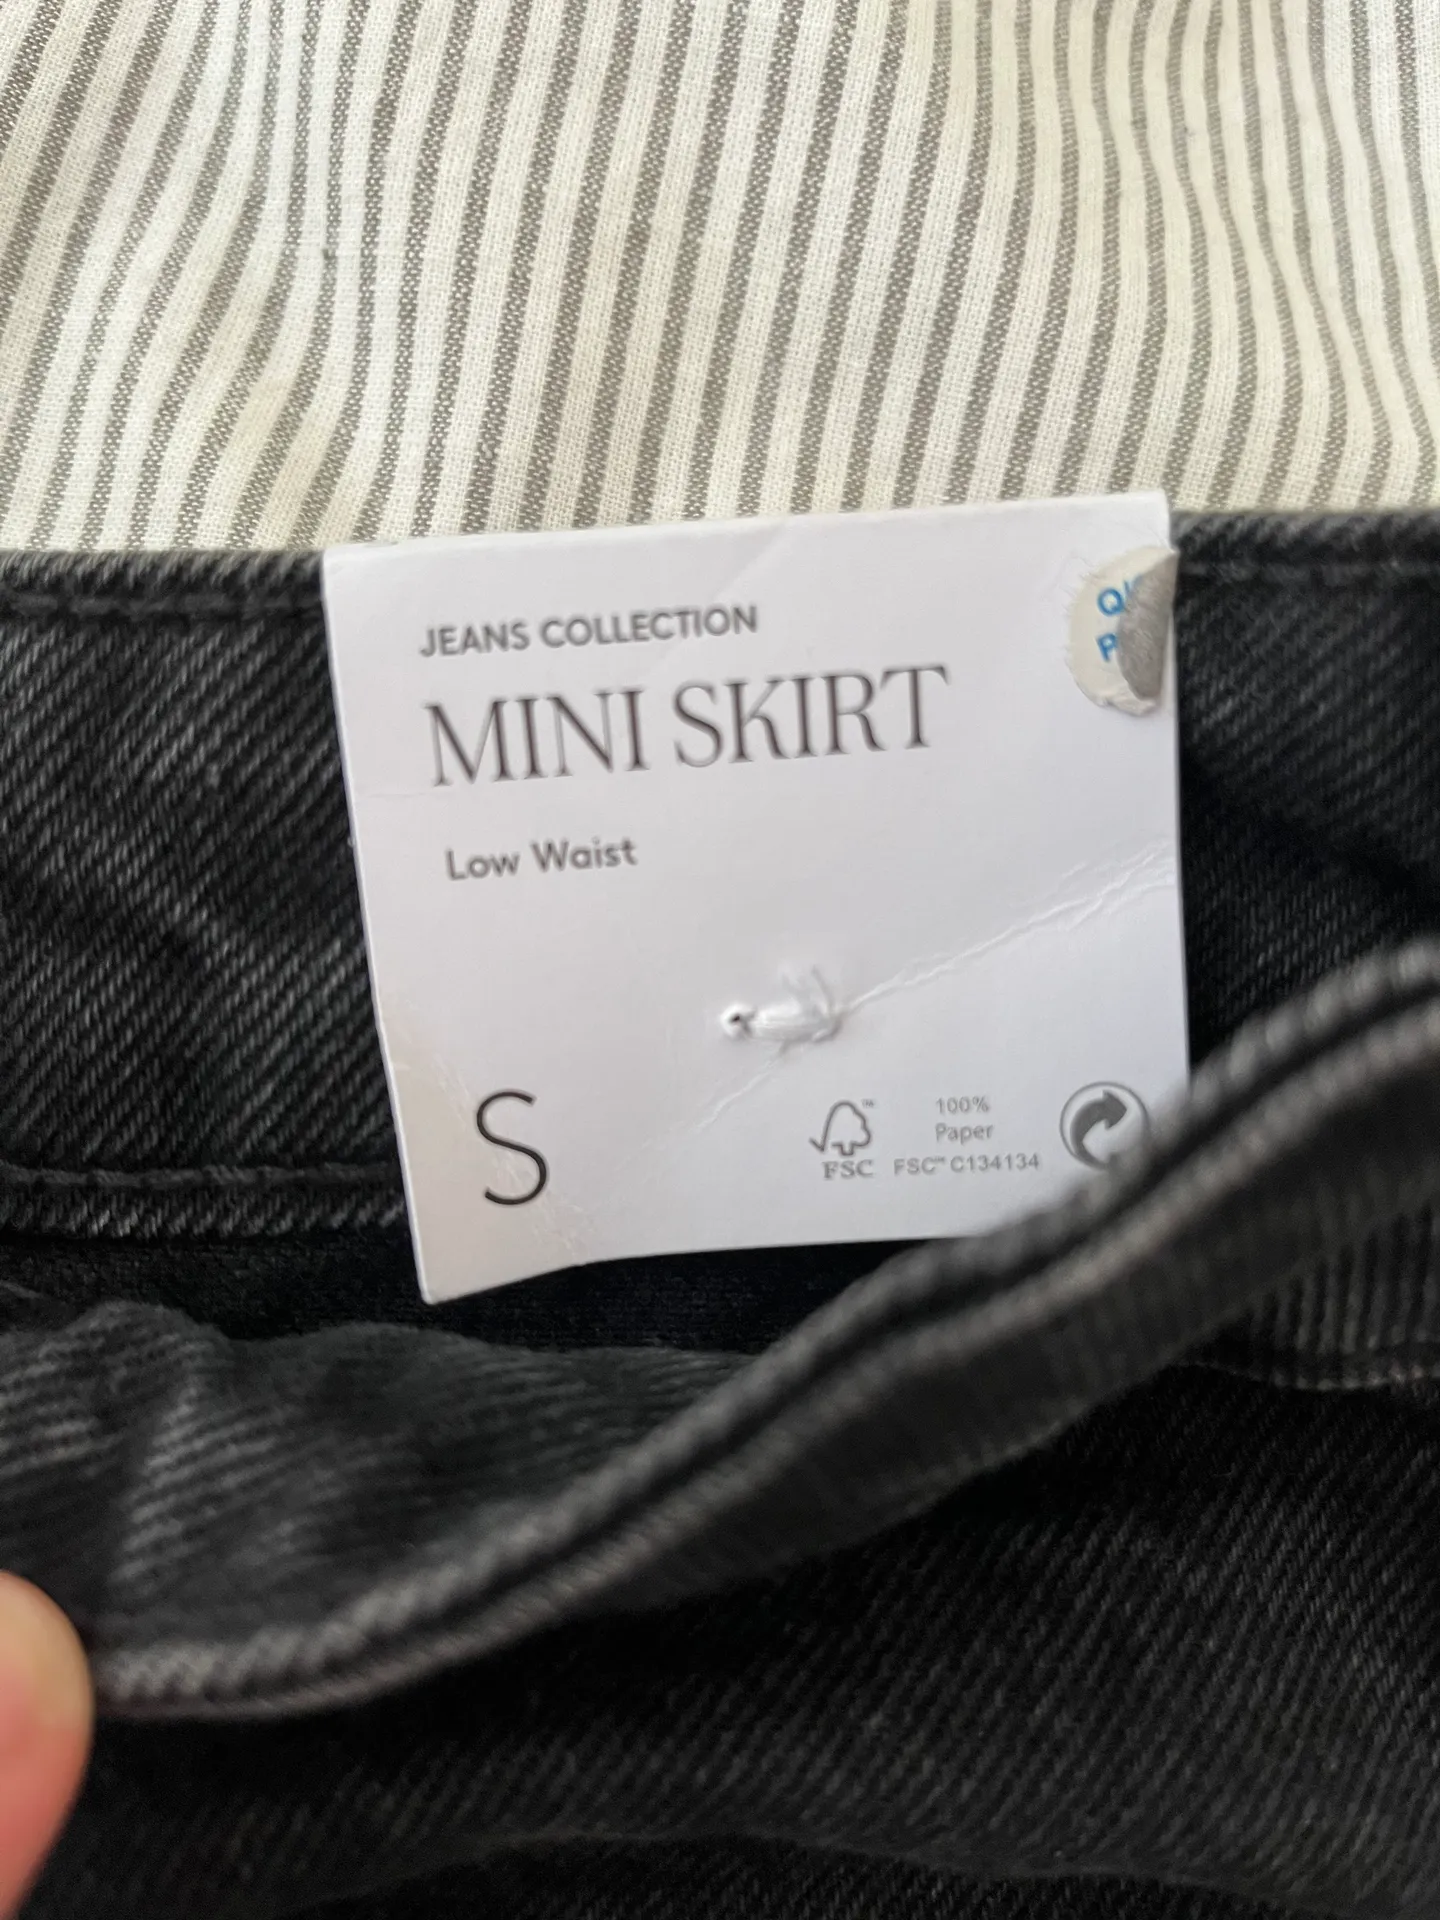 JEANS COLLECTION
MINI SKIRT
Low Waist
S
FSC
100%
Paper
FSC™ C134134